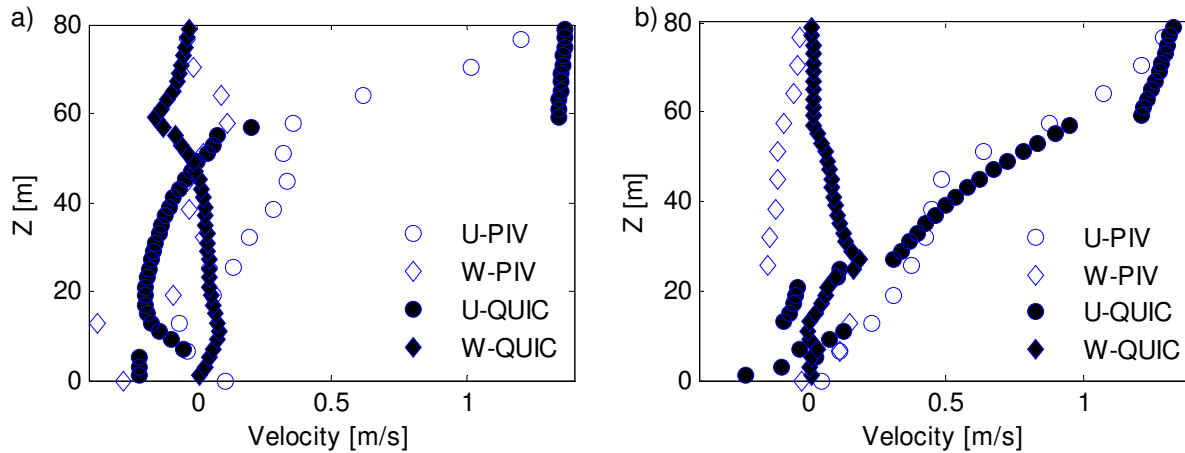 a)
80
60
40
20
0
Z [m]
0
0.5
1
Velocity [m/s]
U-PIV
W-PIV
U-QUIC
W-QUIC
b)
80
60
40
20
0
Z [m]
0
0.5
1
Velocity [m/s]
U-PIV
W-PIV
U-QUIC
W-QUIC